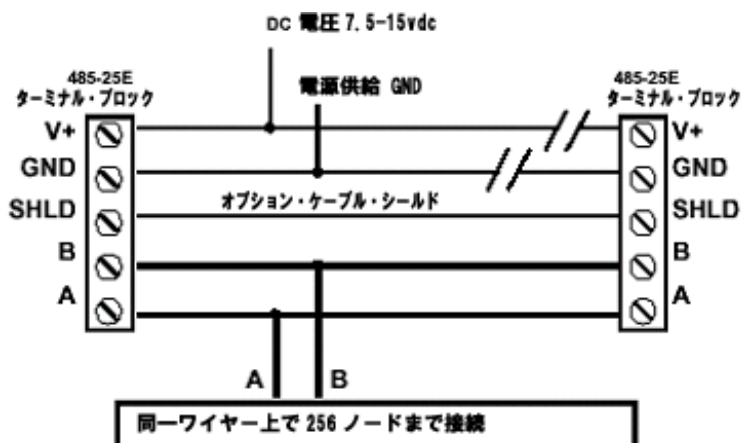 DC 電圧 7.5-15vdc
485-25E
ターミナル・ブロック
電源供給 GND
485-25E
ターミナル・ブロック
V+
V+
GND
GND
SHLD
オプション・ケーブル・シールド
SHLD
B
B
A
A
A
B
同一ワイヤー上で 256 ノードまで接続